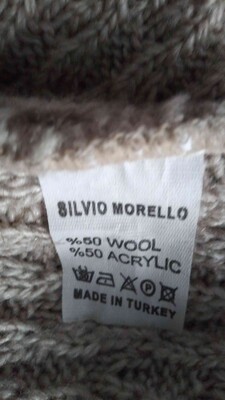 SILVIO MORELLO
%50 WOOL
%50 ACRYLIC
MADE IN TURKEY